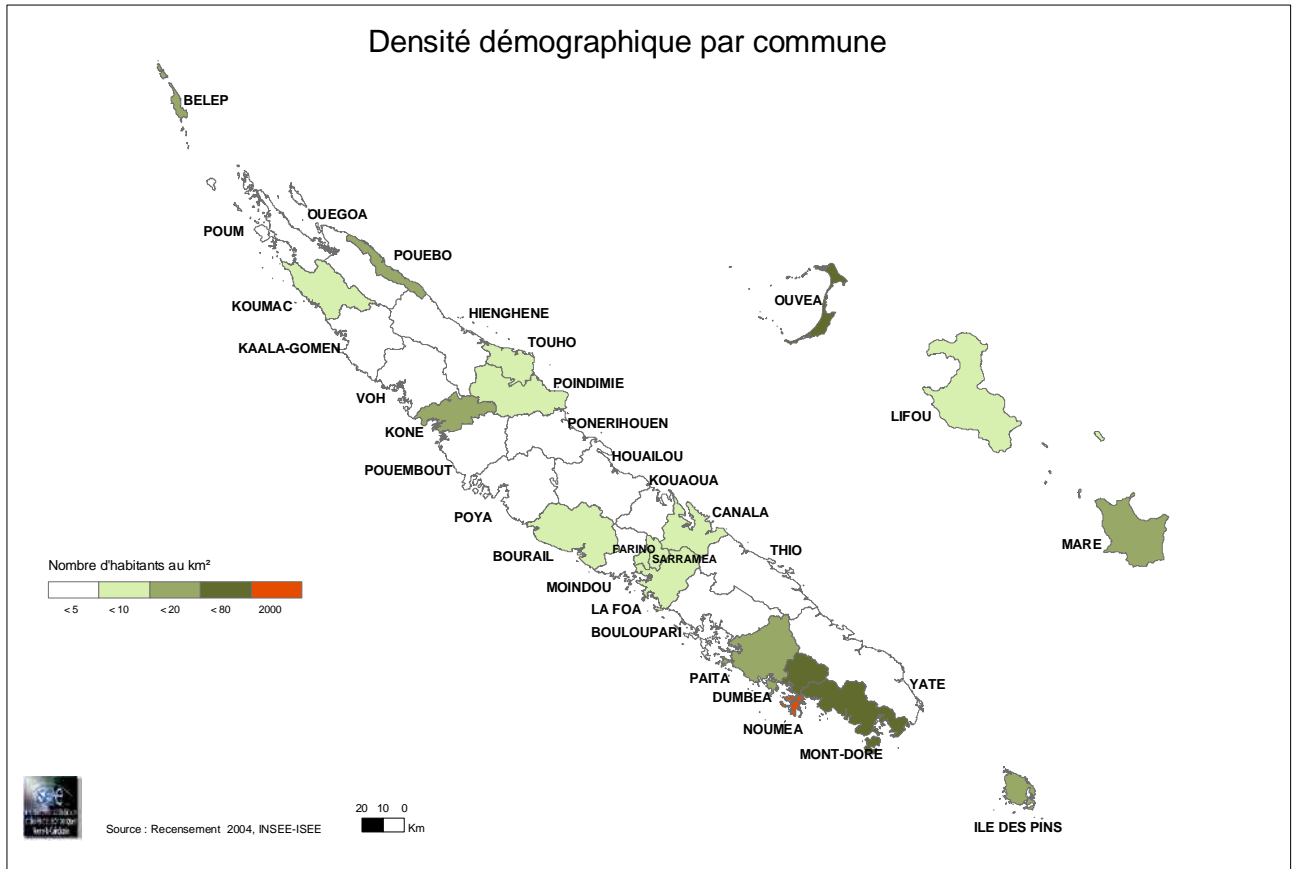 Densité démographique par commune
BELEP
OUEGOA
POUM
POUEBO
KOUMAC
HIENGHENE
OUVEA
KAALA-GOMEN
TOUHO
POINDIMIE
VOH
LIFOU
KONE
PONERIHOUEN
HOUAILOU
POUEMBOUT
KOUAOUA
POYA
CANALA
MARE
BOURAIL
FARINO
THIO
SARRAMEA
Nombre d'habitants au km²
MOINDOU
< 5 < 10 < 20 < 80 2000
LA FOA
BOULOUPARI
PAITA
YATE
DUMBEA
NOUMEA
MONT-DORE
isee
20 10 0
Km
Source : Recensement 2004, INSEE-ISEE
ILE DES PINS